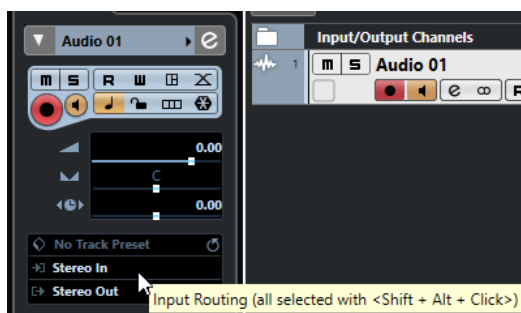 Audio 01
m S R W
0.00
C
0.00
No Track Preset
Stereo In
Stereo Out
Input/Output Channels
1 m S Audio 01
e R
Input Routing (all selected with <Shift + Alt + Click>)